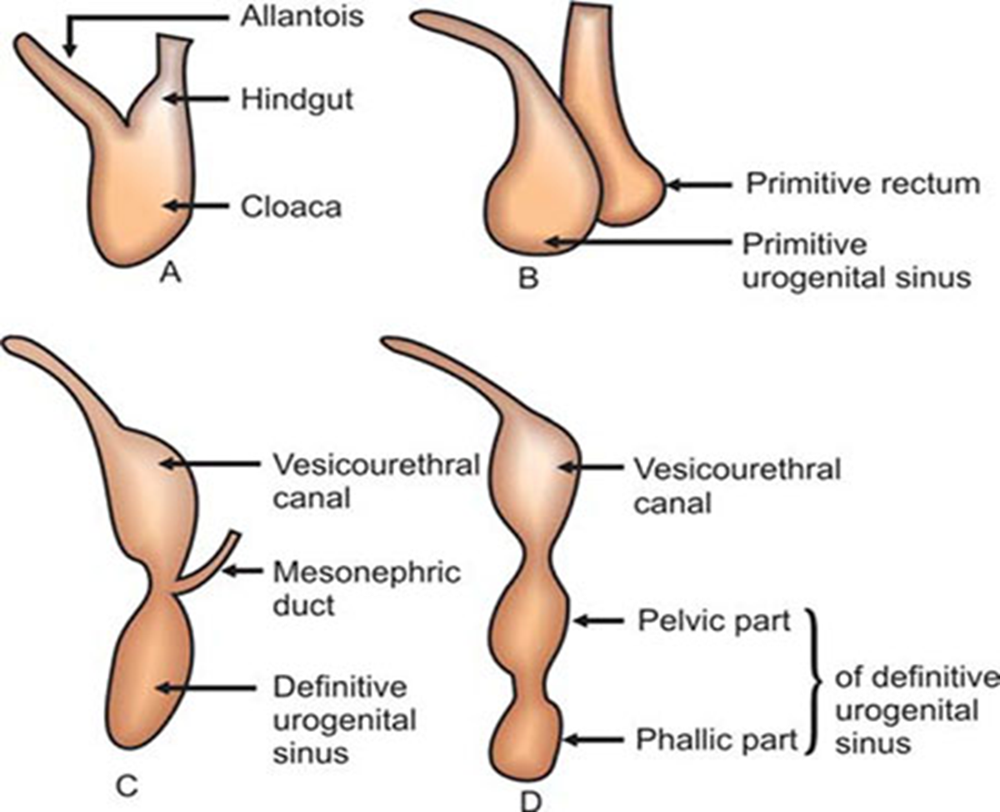 Allantois
Hindgut
Cloaca
A
Primitive rectum
Primitive
urogenital sinus
B
Vesicourethral
canal
Mesonephric
duct
Definitive
urogenital
sinus
C
Vesicourethral
canal
Pelvic part
of definitive
urogenital
sinus
Phallic part
D